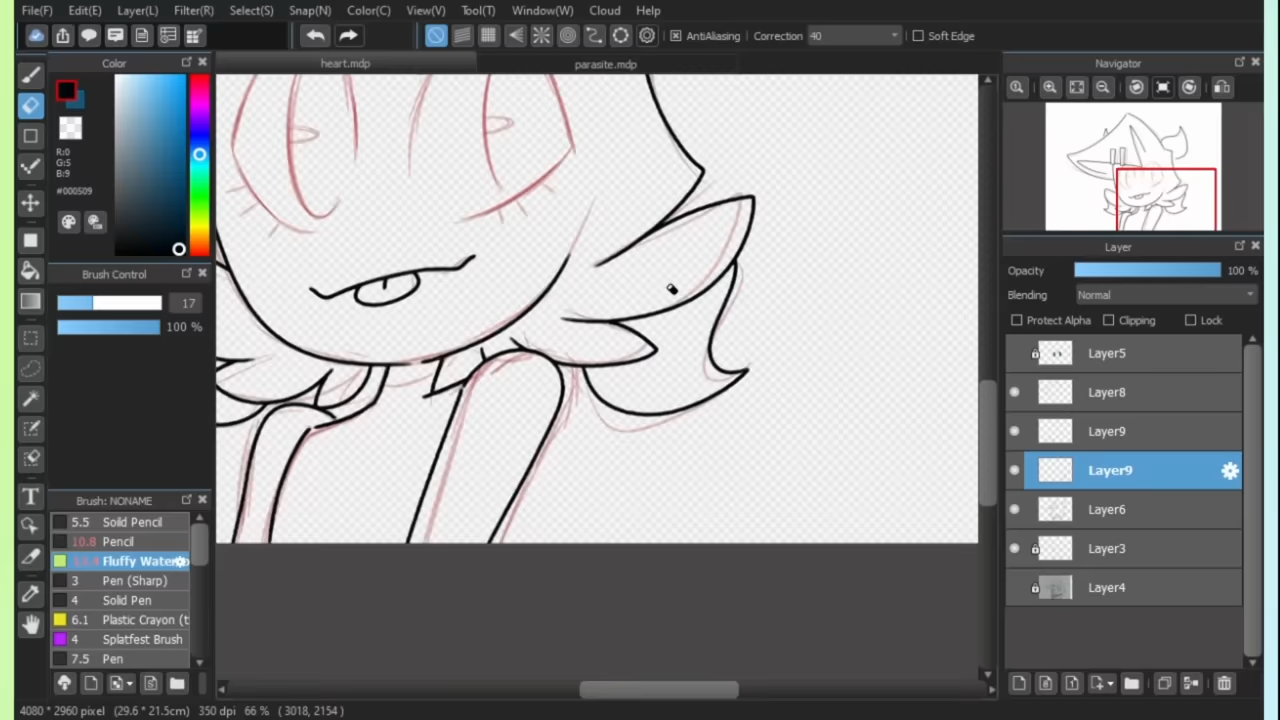 File(F) Edit(E) Layer(L) Filter(R) Select(S) Snap(N) Color(C) View(V) Tool(T) Window(W) Cloud Help
AntiAliasing Correction 40 Soft Edge
Color
heart.mdp parasite.mdp
Navigator
R:0
G:5
B:9
#000509
Brush Control
17
100 %
Layer
Opacity 100 %
Blending Normal
Protect Alpha Clipping Lock
Layer5
Layer8
Layer9
Layer9
Layer6
Layer3
Layer4
Brush: NONAME
5.5 Solid Pencil
10.8 Pencil
Fluffy Water
3 Pen (Sharp)
4 Solid Pen
6.1 Plastic Crayon (t
4 Splatfest Brush
7.5 Pen
4080 * 2960 pixel (29.6 * 21.5cm) 350 dpi 66 % ( 3018, 2154 )